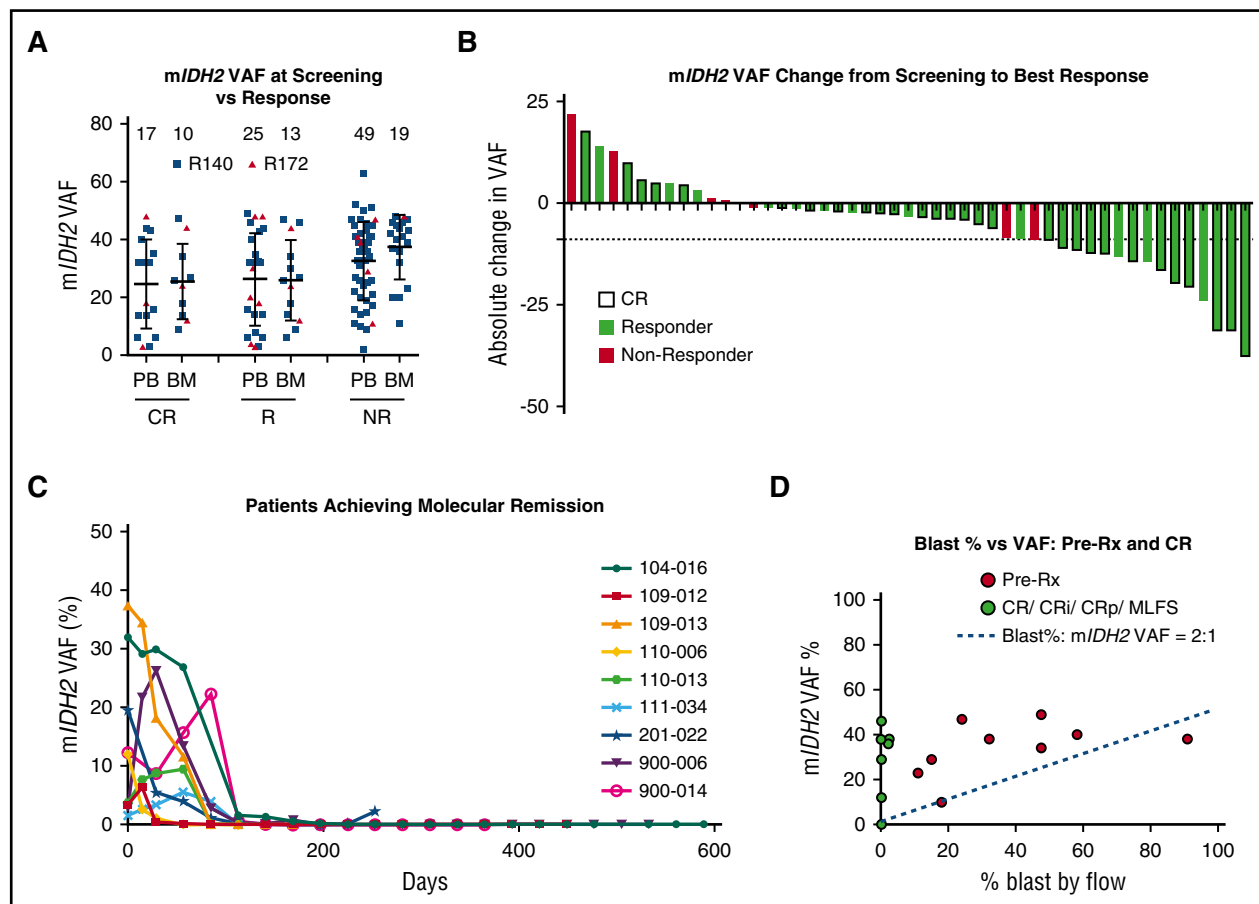 A
mIDH2 VAF at Screening
vs Response
17 10 25 13 49 19
R140 R172
80
60
40
20
0
mIDH2 VAF
PB BM PB BM PB BM
CR R NR
B
mIDH2 VAF Change from Screening to Best Response
25
0
-25
-50
Absolute change in VAF
CR
Responder
Non-Responder
C
Patients Achieving Molecular Remission
50
40
30
20
10
0
mIDH2 VAF (%)
104-016
109-012
109-013
110-006
110-013
111-034
201-022
900-006
900-014
0 200 400 600
Days
D
Blast % vs VAF: Pre-Rx and CR
Pre-Rx
CR/ CRi/ CRp/ MLFS
Blast%: mIDH2 VAF = 2:1
100
80
60
40
20
0
mIDH2 VAF %
0 20 40 60 80 100
% blast by flow